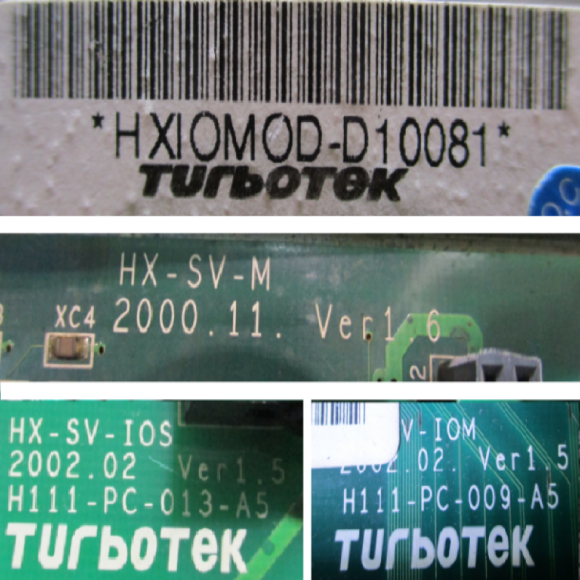 *HXIOMOD-D10081*
TURBOTEK
HX-SV-M
XC4 2000.11. Ver1.6
2
HX-SV-IOS
2002.02 Ver1.5
H111-PC-013-A5
TURBOTEK
V-IOM
2002.02. Ver1.5
H111-PC-009-A5
TURBOTEK